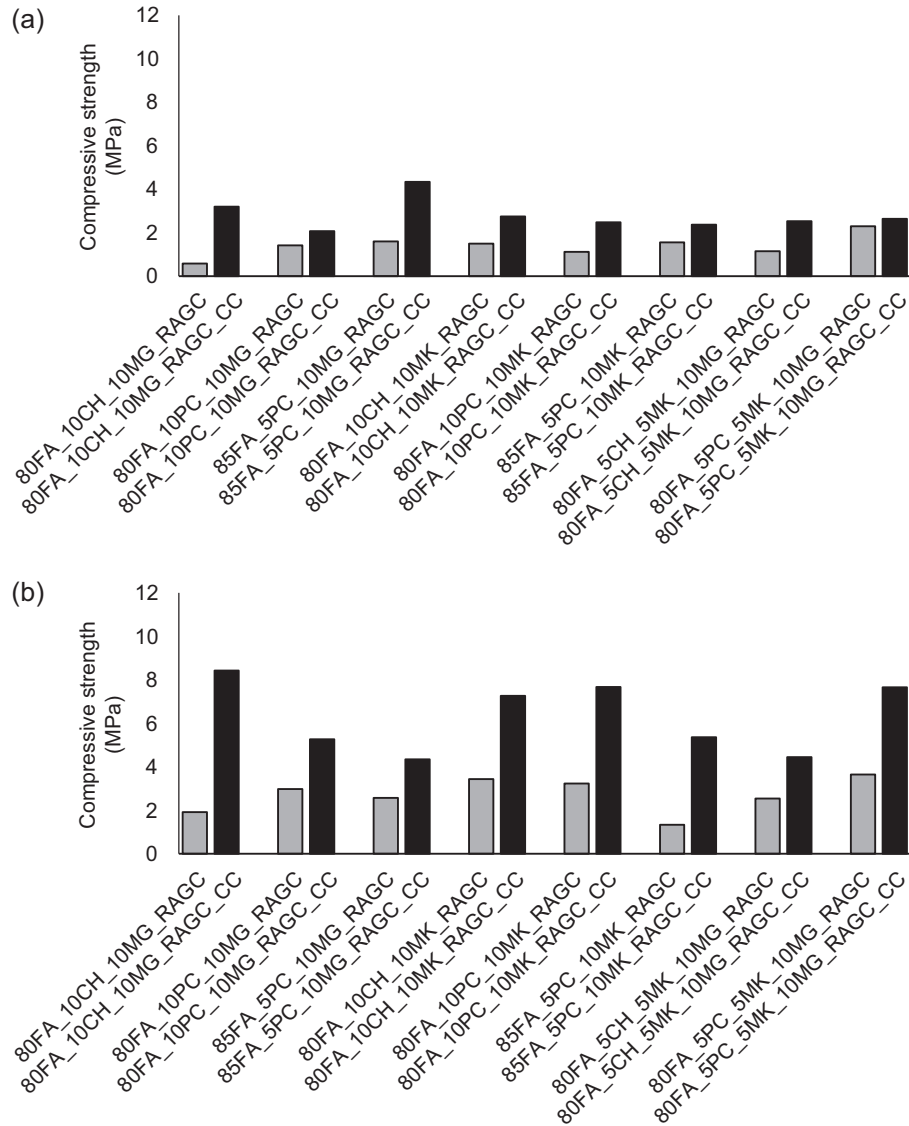 (a)
Compressive strength
(MPa)
12
10
8
6
4
2
0
80FA_10CH_10MG_RAGC
80FA_10CH_10MG_RAGC_CC
80FA_10PC_10MG_RAGC
80FA_10PC_10MG_RAGC_CC
85FA_5PC_10MG_RAGC
85FA_5PC_10MG_RAGC_CC
80FA_10CH_10MK_RAGC
80FA_10CH_10MK_RAGC_CC
80FA_10PC_10MK_RAGC
80FA_10PC_10MK_RAGC_CC
85FA_5PC_10MK_RAGC
85FA_5PC_10MK_RAGC_CC
80FA_5CH_5MK_10MG_RAGC
80FA_5CH_5MK_10MG_RAGC_CC
80FA_5PC_5MK_10MG_RAGC
80FA_5PC_5MK_10MG_RAGC_CC
(b)
Compressive strength
(MPa)
12
10
8
6
4
2
0
80FA_10CH_10MG_RAGC
80FA_10CH_10MG_RAGC_CC
80FA_10PC_10MG_RAGC
80FA_10PC_10MG_RAGC_CC
85FA_5PC_10MG_RAGC
85FA_5PC_10MG_RAGC_CC
80FA_10CH_10MK_RAGC
80FA_10CH_10MK_RAGC_CC
80FA_10PC_10MK_RAGC
80FA_10PC_10MK_RAGC_CC
85FA_5PC_10MK_RAGC
85FA_5PC_10MK_RAGC_CC
80FA_5CH_5MK_10MG_RAGC
80FA_5CH_5MK_10MG_RAGC_CC
80FA_5PC_5MK_10MG_RAGC
80FA_5PC_5MK_10MG_RAGC_CC